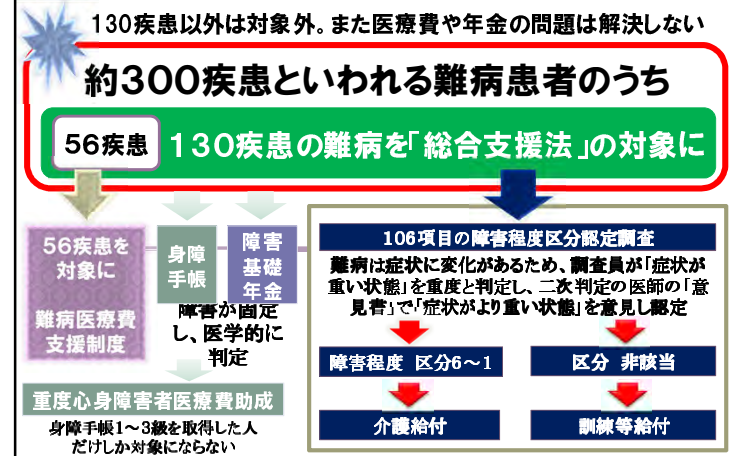 130疾患以外は対象外。また医療費や年金の問題は解決しない
約300疾患といわれる難病患者のうち
56疾患
130疾患の難病を「総合支援法」の対象に
56疾患を
対象に
難病医療費
支援制度
身障
手帳
障害
基礎
年金
障害が固定
し、医学的に
判定
重度心身障害者医療費助成
身障手帳1～3級を取得した人
だけしか対象にならない
106項目の障害程度区分認定調査
難病は症状に変化があるため、調査員が「症状が
重い状態」を重度と判定し、二次判定の医師の「意
見書」で「症状がより重い状態」を意見し認定
障害程度 区分6～1
区分 非該当
介護給付
訓練等給付